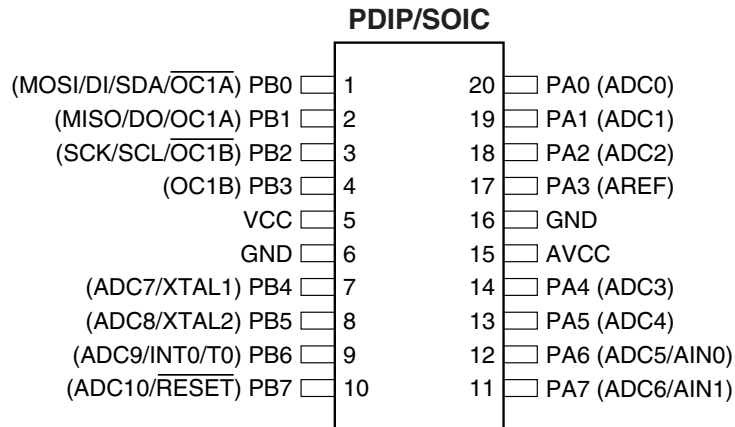 PDIP/SOIC
(MOSI/DI/SDA/OC1A) PB0 1 20 PA0 (ADC0)
(MISO/DO/OC1A) PB1 2 19 PA1 (ADC1)
(SCK/SCL/OC1B) PB2 3 18 PA2 (ADC2)
(OC1B) PB3 4 17 PA3 (AREF)
VCC 5 16 GND
GND 6 15 AVCC
(ADC7/XTAL1) PB4 7 14 PA4 (ADC3)
(ADC8/XTAL2) PB5 8 13 PA5 (ADC4)
(ADC9/INT0/T0) PB6 9 12 PA6 (ADC5/AIN0)
(ADC10/RESET) PB7 10 11 PA7 (ADC6/AIN1)